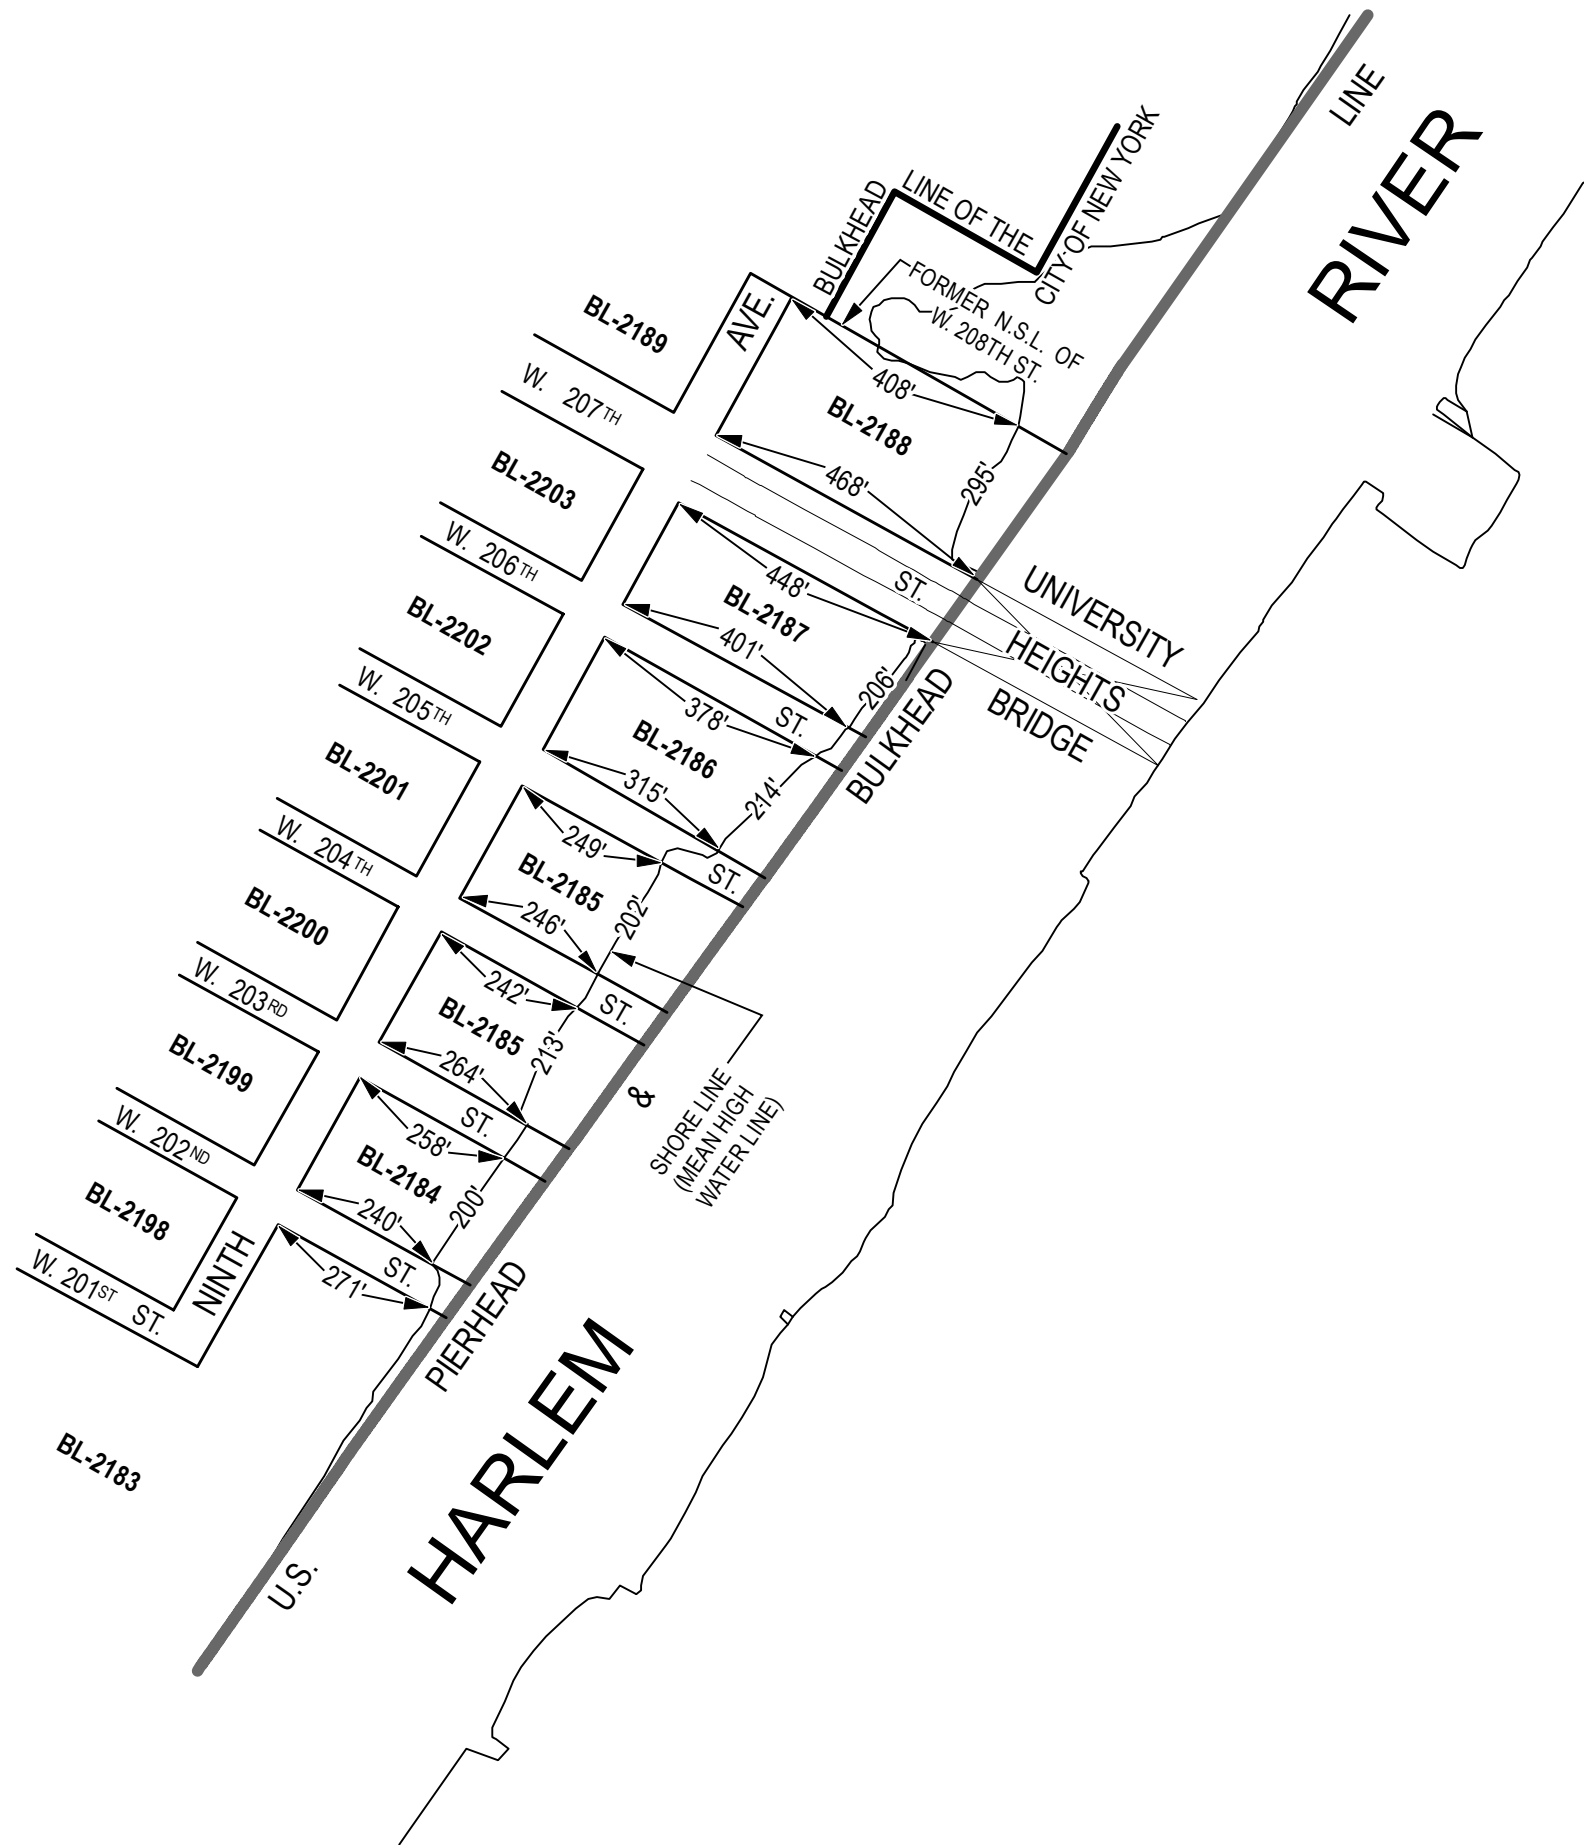 LINE
RIVER
CITY OF NEW YORK
LINE OF THE
BULKHEAD
FORMER N.S.L. OF
W. 208TH ST.
AVE.
BL-2189
W. 207TH
408'
BL-2188
468'
295'
BL-2203
W. 206TH
448'
ST.
BL-2187
401'
206'
UNIVERSITY
HEIGHTS
BRIDGE
BULKHEAD
BL-2202
W. 205TH
378'
ST.
BL-2186
315'
214'
BL-2201
W. 204TH
249'
ST.
BL-2185
246'
202'
BL-2200
W. 203RD
242'
ST.
BL-2185
264'
213'
&
SHORE LINE
(MEAN HIGH
WATER LINE)
BL-2199
W. 202ND
258'
ST.
BL-2184
240'
200'
BL-2198
NINTH
W. 201ST ST.
ST.
271'
PIERHEAD
HARLEM
BL-2183
U.S.